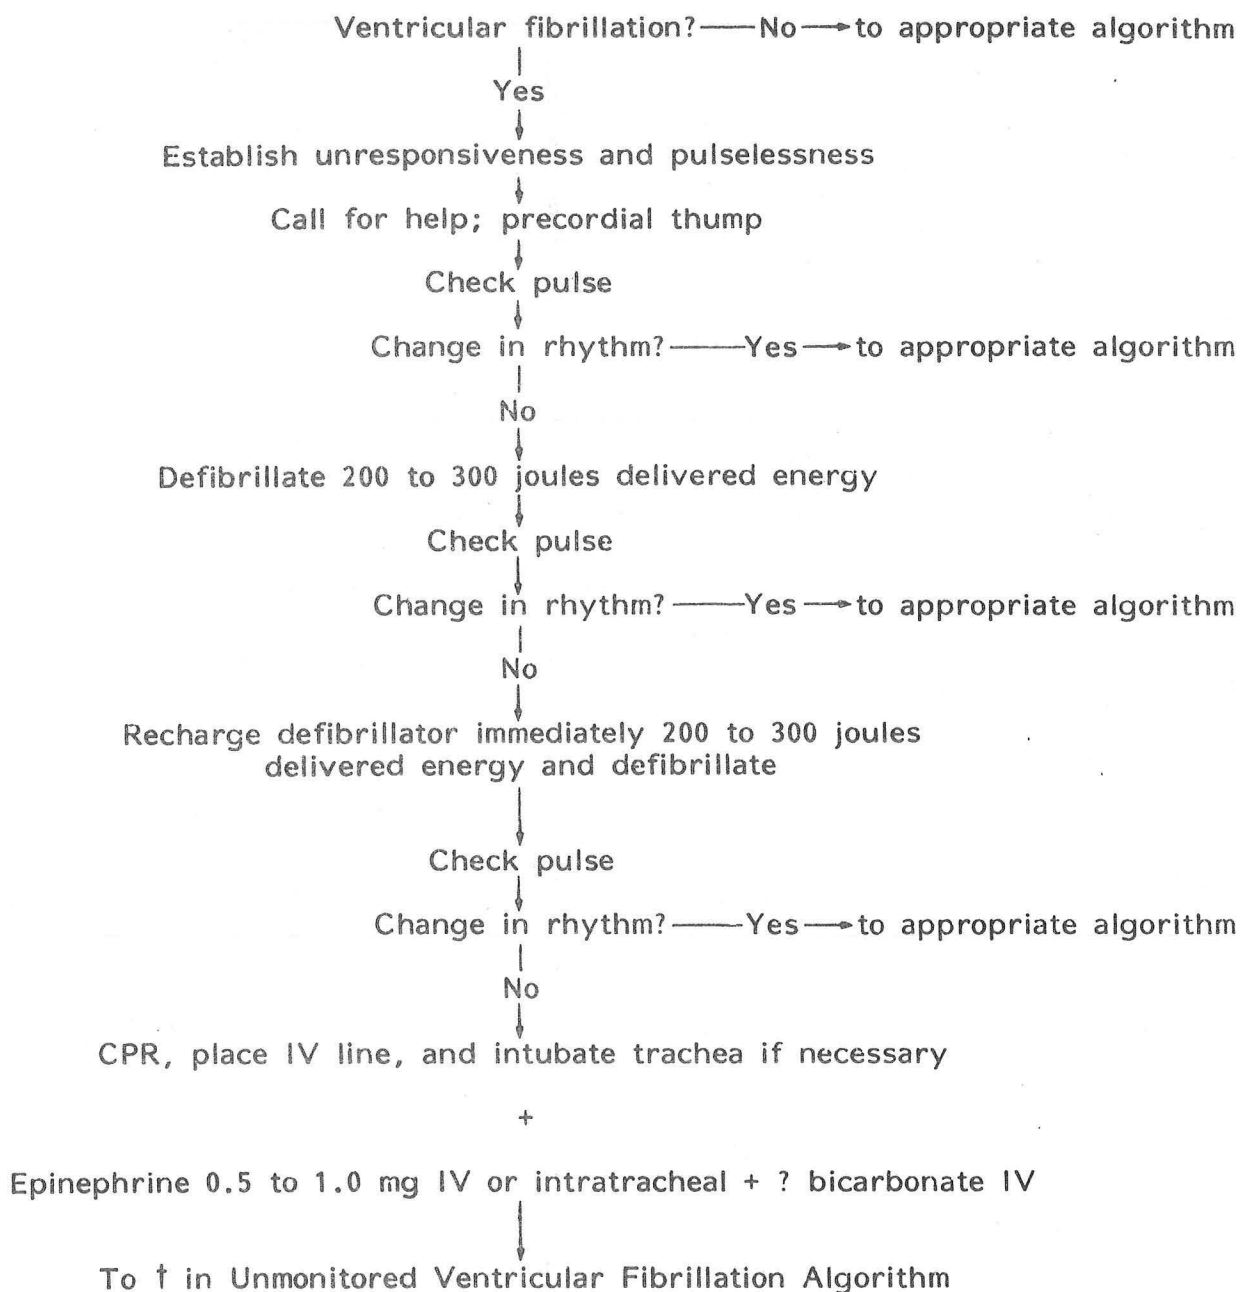 Ventricular fibrillation? No to appropriate algorithm
Yes
Establish unresponsiveness and pulselessness
Call for help; precordial thump
Check pulse
Change in rhythm? Yes to appropriate algorithm
No
Defibrillate 200 to 300 joules delivered energy
Check pulse
Change in rhythm? Yes to appropriate algorithm
No
Recharge defibrillator immediately 200 to 300 joules
delivered energy and defibrillate
Check pulse
Change in rhythm? Yes to appropriate algorithm
No
CPR, place IV line, and intubate trachea if necessary
+
Epinephrine 0.5 to 1.0 mg IV or intratracheal + ? bicarbonate IV
To † in Unmonitored Ventricular Fibrillation Algorithm